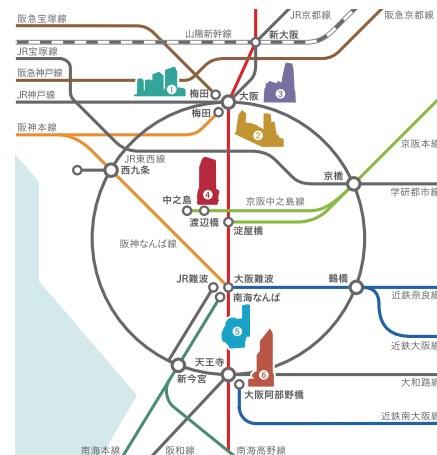 阪急宝塚線
JR京都線
阪急京都線
山陽新幹線
新大阪
JR宝塚線
阪急神戸線
梅田
大阪
JR神戸線
1
3
梅田
阪神本線
2
京阪本線
JR東西線
西九条
京橋
4
学研都市線
中之島
京阪中之島線
渡辺橋
淀屋橋
阪神なんば線
JR難波
大阪難波
鶴橋
南海なんば
近鉄奈良線
5
近鉄大阪線
天王寺
6
新今宮
大和路線
大阪阿部野橋
近鉄南大阪線
南海本線
阪和線
南海高野線